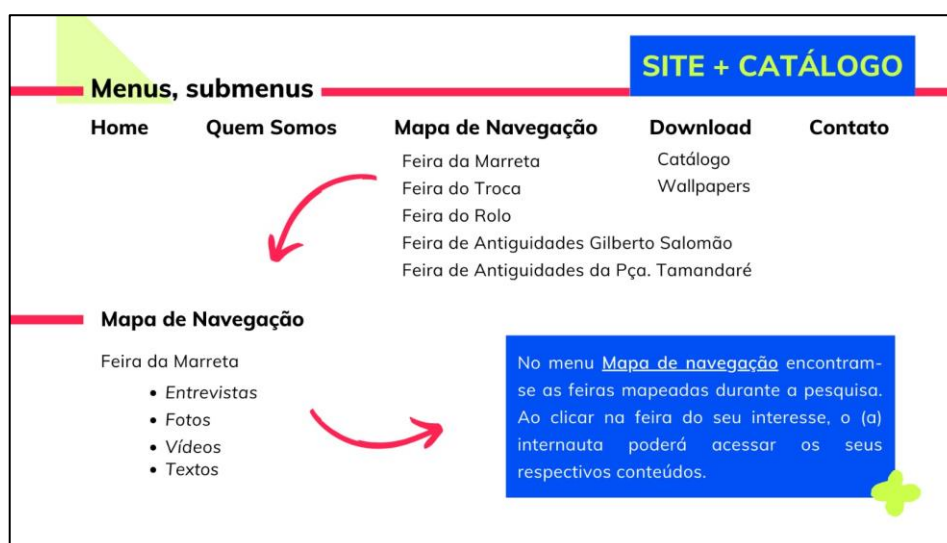 SITE + CATÁLOGO
Menus, submenus
Home Quem Somos Mapa de Navegação Download Contato
Feira da Marreta Catálogo
Feira do Troca Wallpapers
Feira do Rolo
Feira de Antiguidades Gilberto Salomão
Feira de Antiguidades da Pça. Tamandaré
Mapa de Navegação
Feira da Marreta
• Entrevistas
• Fotos
• Vídeos
• Textos
No menu Mapa de navegação encontram-
se as feiras mapeadas durante a pesquisa.
Ao clicar na feira do seu interesse, o (a)
internauta poderá acessar os seus
respectivos conteúdos.